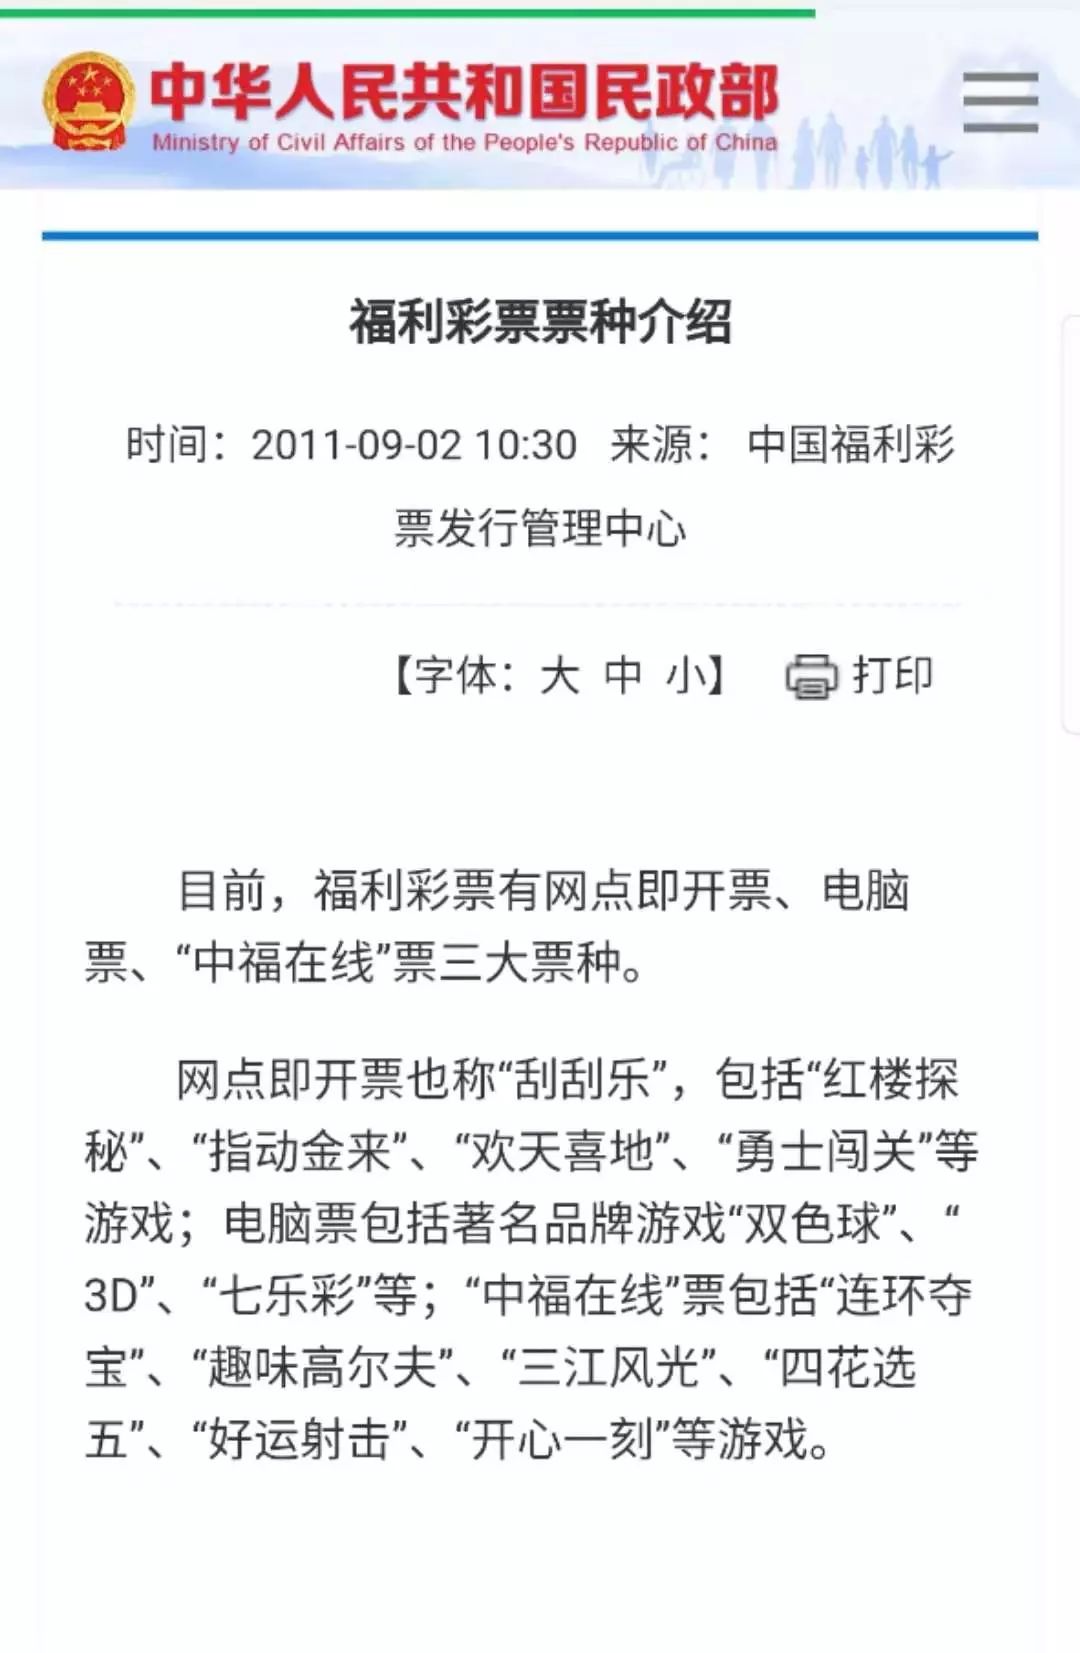 中华人民共和国民政部
Ministry of Civil Affairs of the People's Republic of China
福利彩票票种介绍
时间：2011-09-02 10:30 来源： 中国福利彩
票发行管理中心
【字体：大 中 小】 打印
目前，福利彩票有网点即开票、电脑
票、“中福在线”票三大票种。
网点即开票也称“刮刮乐”，包括“红楼探
秘”、“指动金来”、“欢天喜地”、“勇士闯关”等
游戏；电脑票包括著名品牌游戏“双色球”、“
3D”、“七乐彩”等；“中福在线”票包括“连环夺
宝”、“趣味高尔夫”、“三江风光”、“四花选
五”、“好运射击”、“开心一刻”等游戏。